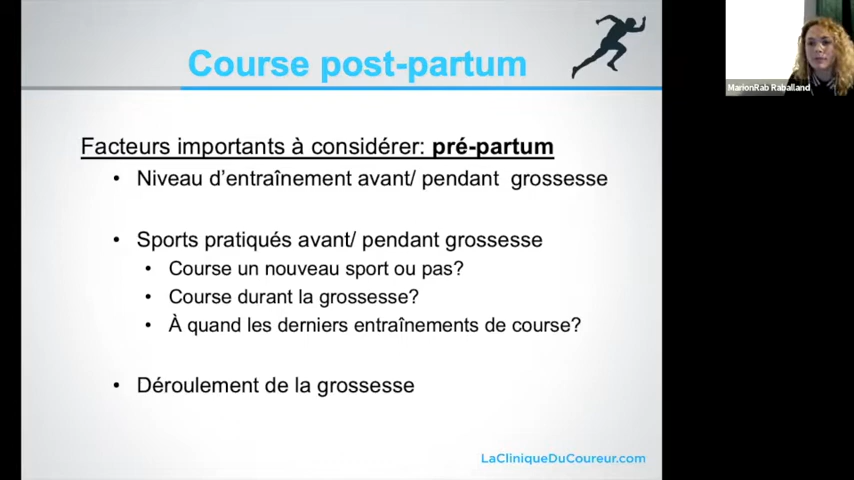 Course post-partum
MarionRab Raballand
Facteurs importants à considérer: pré-partum
• Niveau d'entraînement avant/ pendant  grossesse
• Sports pratiqués avant/ pendant grossesse
• Course un nouveau sport ou pas?
• Course durant la grossesse?
• À quand les derniers entraînements de course?
• Déroulement de la grossesse
LaCliniqueDuCoureur.com